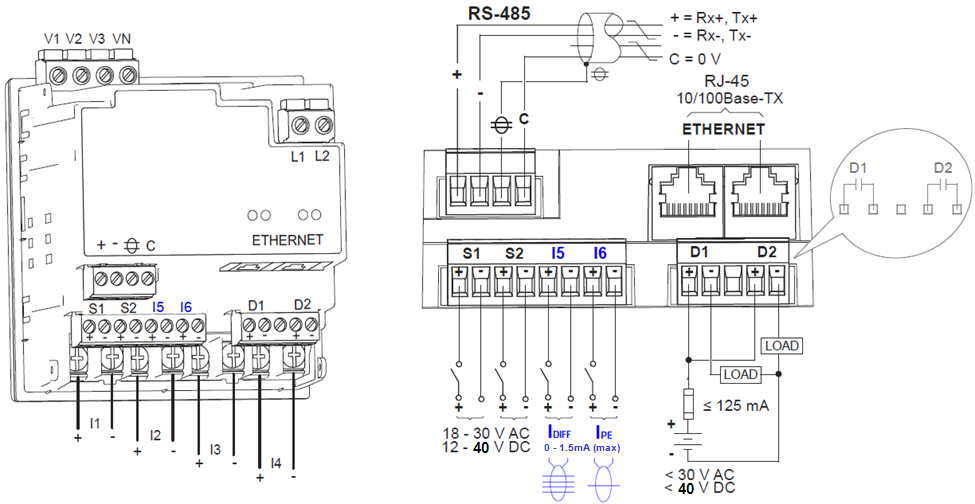 V1 V2 V3 VN
L1 L2
ETHERNET
+ - C
S1 S2 I5 I6 D1 D2
+ - + - + - + - + - + -
I1 I2 I3 I4
+ - + - + - + -
RS-485
+ = Rx+, Tx+
- = Rx-, Tx-
C = 0 V
+ - C
RJ-45
10/100Base-TX
ETHERNET
D1 D2
S1 S2 I5 I6 D1 D2
+ - + - + - + - + - + -
LOAD
LOAD
≤ 125 mA
+ - + - + - + -
+
-
18 - 30 V AC
12 - 40 V DC
IDIFF IPE
0 - 1.5mA (max)
< 30 V AC
< 40 V DC